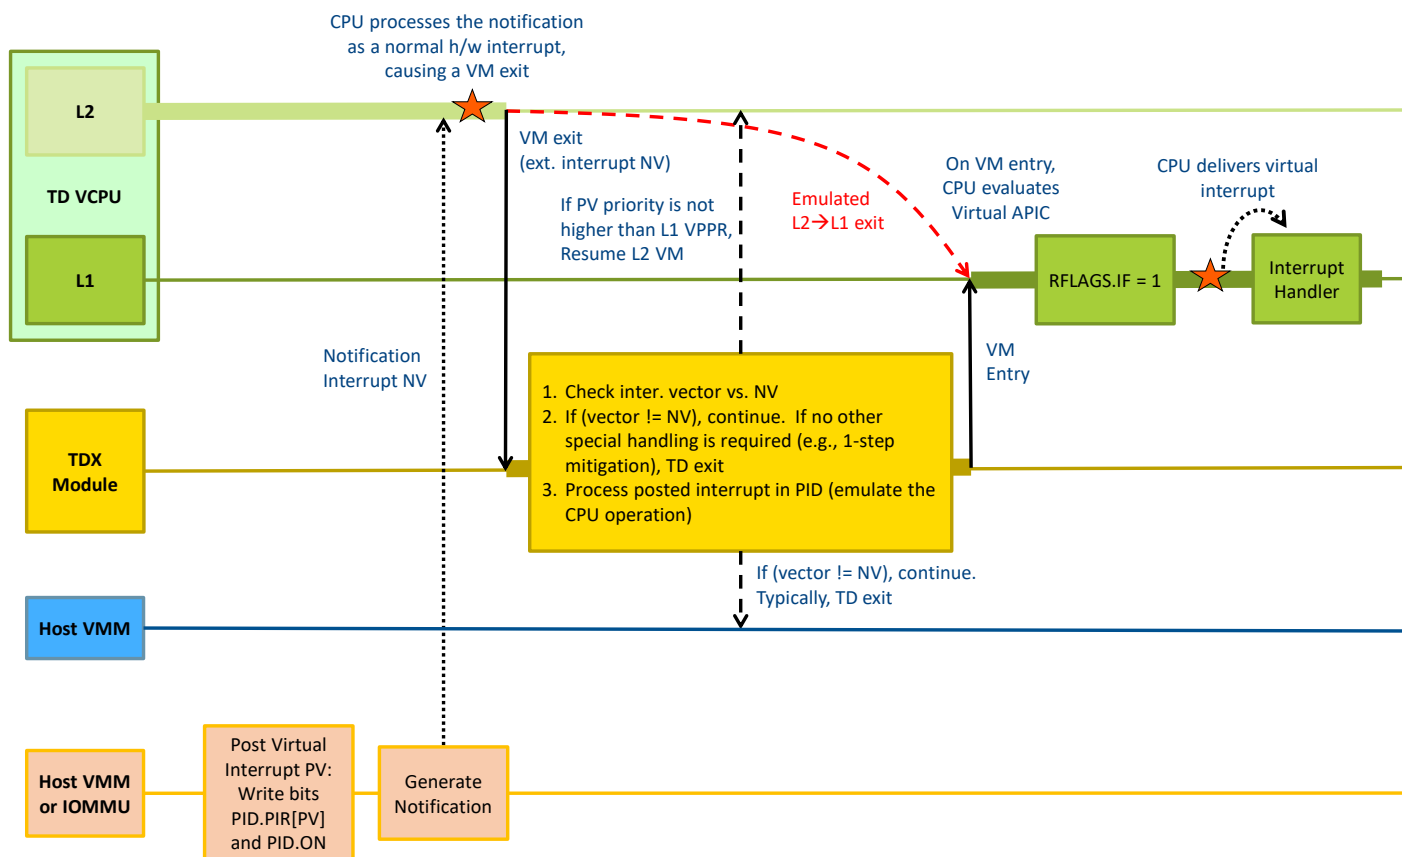 CPU processes the notification
as a normal h/w interrupt,
causing a VM exit
L2
TD VCPU
L1
VM exit
(ext. interrupt NV)
If PV priority is not
higher than L1 VPPR,
Resume L2 VM
Emulated
L2→L1 exit
On VM entry,
CPU evaluates
Virtual APIC
CPU delivers virtual
interrupt
RFLAGS.IF = 1
Interrupt
Handler
Notification
Interrupt NV
VM
Entry
TDX
Module
1. Check inter. vector vs. NV
2. If (vector != NV), continue. If no other
special handling is required (e.g., 1-step
mitigation), TD exit
3. Process posted interrupt in PID (emulate the
CPU operation)
If (vector != NV), continue.
Typically, TD exit
Host VMM
Host VMM
or IOMMU
Post Virtual
Interrupt PV:
Write bits
PID.PIR[PV]
and PID.ON
Generate
Notification